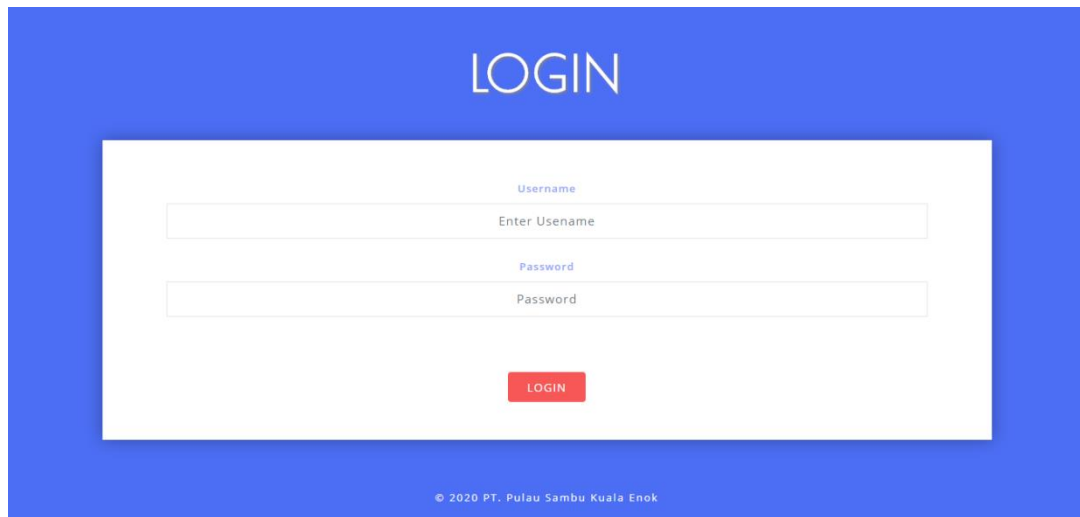 LOGIN
Username
Enter Usename
Password
Password
LOGIN
© 2020 PT. Pulau Sambu Kuala Enok